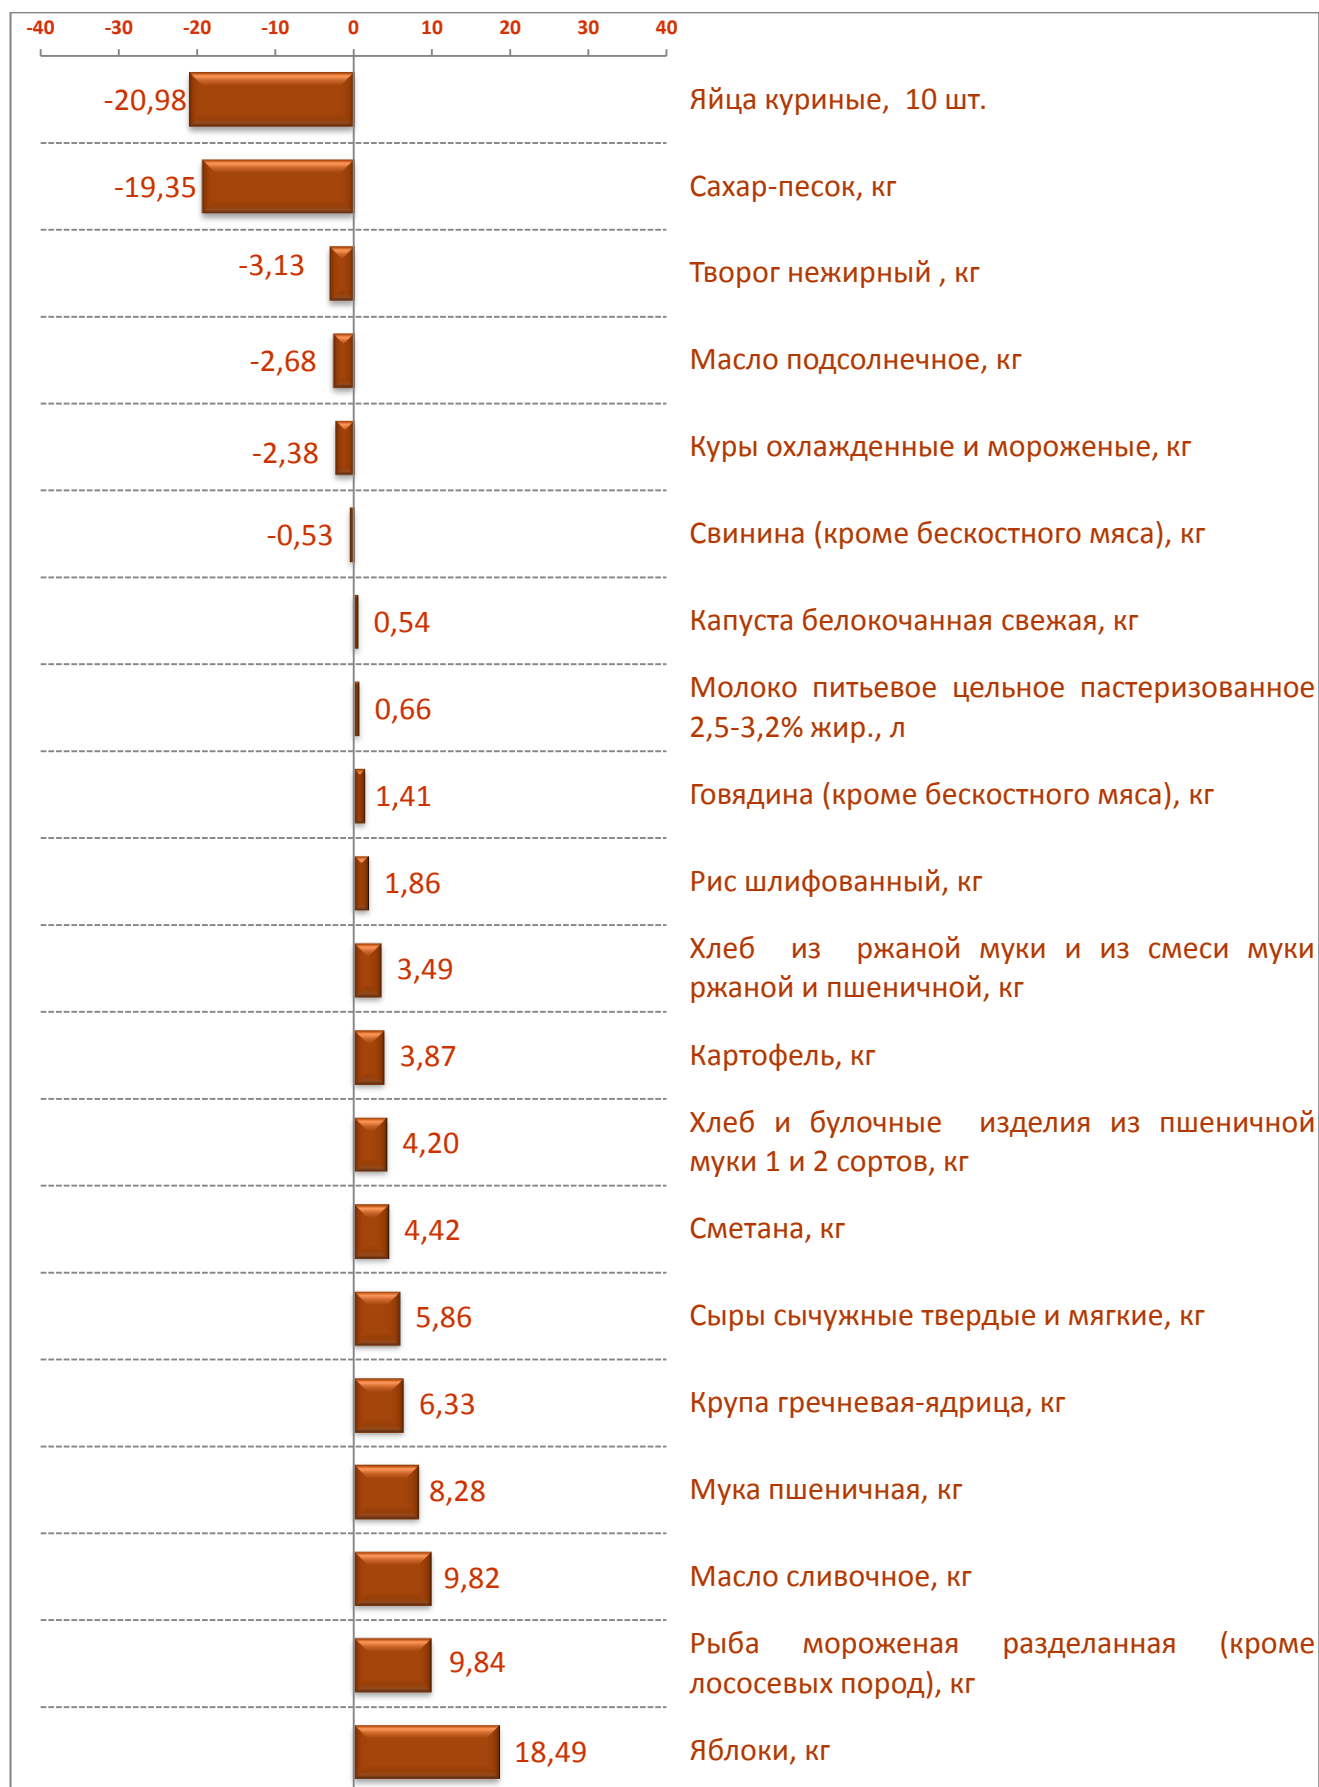 -40 -30 -20 -10 0 10 20 30 40
-20,98 Яйца куриные, 10 шт.
-19,35 Сахар-песок, кг
-3,13 Творог нежирный , кг
-2,68 Масло подсолнечное, кг
-2,38 Куры охлажденные и мороженые, кг
-0,53 Свинина (кроме бескостного мяса), кг
0,54 Капуста белокочанная свежая, кг
0,66 Молоко питьевое цельное пастеризованное
2,5-3,2% жир., л
1,41 Говядина (кроме бескостного мяса), кг
1,86 Рис шлифованный, кг
3,49 Хлеб из ржаной муки и из смеси муки
ржаной и пшеничной, кг
3,87 Картофель, кг
4,20 Хлеб и булочные изделия из пшеничной
муки 1 и 2 сортов, кг
4,42 Сметана, кг
5,86 Сыры сычужные твердые и мягкие, кг
6,33 Крупа гречневая-ядрица, кг
8,28 Мука пшеничная, кг
9,82 Масло сливочное, кг
9,84 Рыба мороженая разделанная (кроме
лососевых пород), кг
18,49 Яблоки, кг